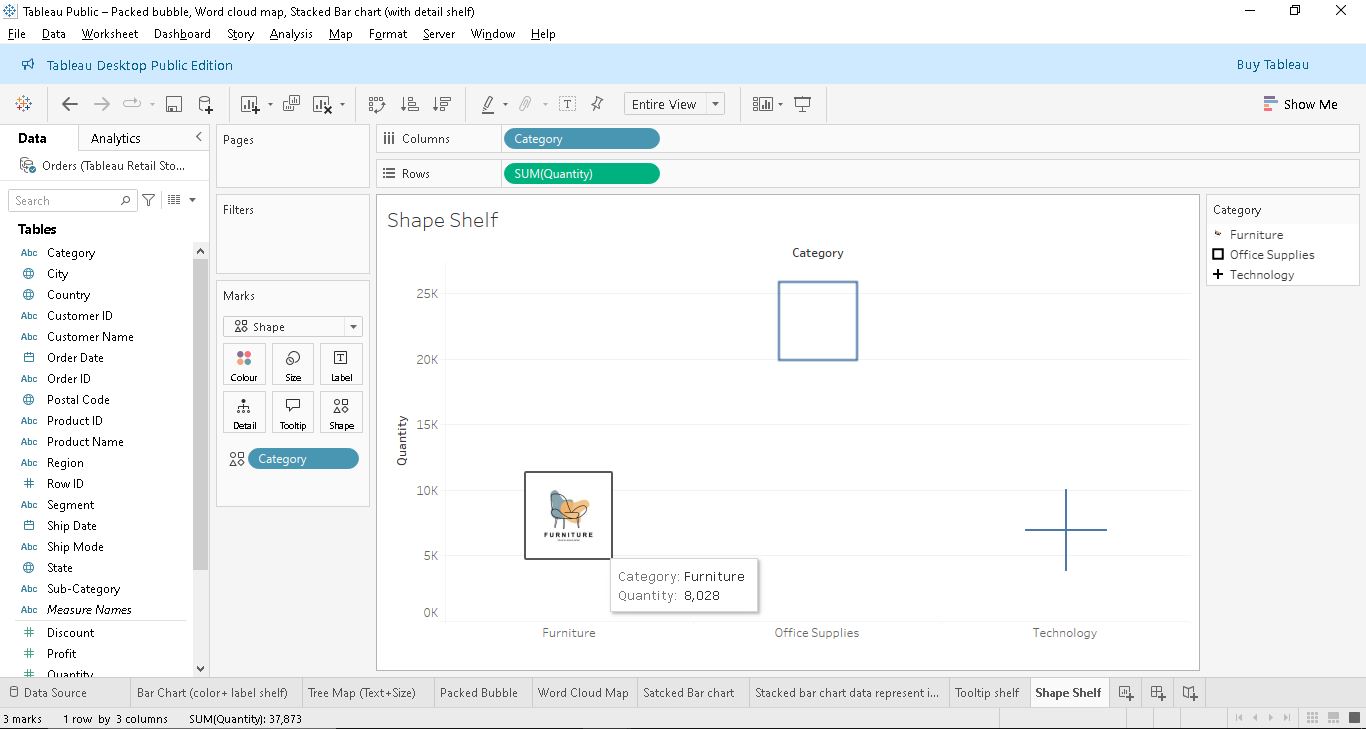 Tableau Public – Packed bubble, Word cloud map, Stacked Bar chart (with detail shelf)
File Data Worksheet Dashboard Story Analysis Map Format Server Window Help
Tableau Desktop Public Edition
Buy Tableau
Entire View
Show Me
Data Analytics
Orders (Tableau Retail Sto...
Search
Tables
Abc Category
City
Country
Abc Customer ID
Abc Customer Name
Order Date
Abc Order ID
Postal Code
Abc Product ID
Abc Product Name
Abc Region
# Row ID
Abc Segment
Ship Date
Abc Ship Mode
State
Abc Sub-Category
Abc Measure Names
# Discount
# Profit
# Quantity
Pages
Filters
Marks
Shape
Colour Size Label
T
Detail Tooltip Shape
Category
Columns Category
Rows SUM(Quantity)
Shape Shelf
Category
25K
20K
15K
10K
5K
0K
Quantity
FURNITURE
Category: Furniture
Quantity: 8,028
Furniture Office Supplies Technology
Category
Furniture
Office Supplies
Technology
Data Source Bar Chart (color+ label shelf) Tree Map (Text+Size) Packed Bubble Word Cloud Map Satcked Bar chart Stacked bar chart data represent i... Tooltip shelf Shape Shelf
3 marks 1 row by 3 columns SUM(Quantity): 37,873